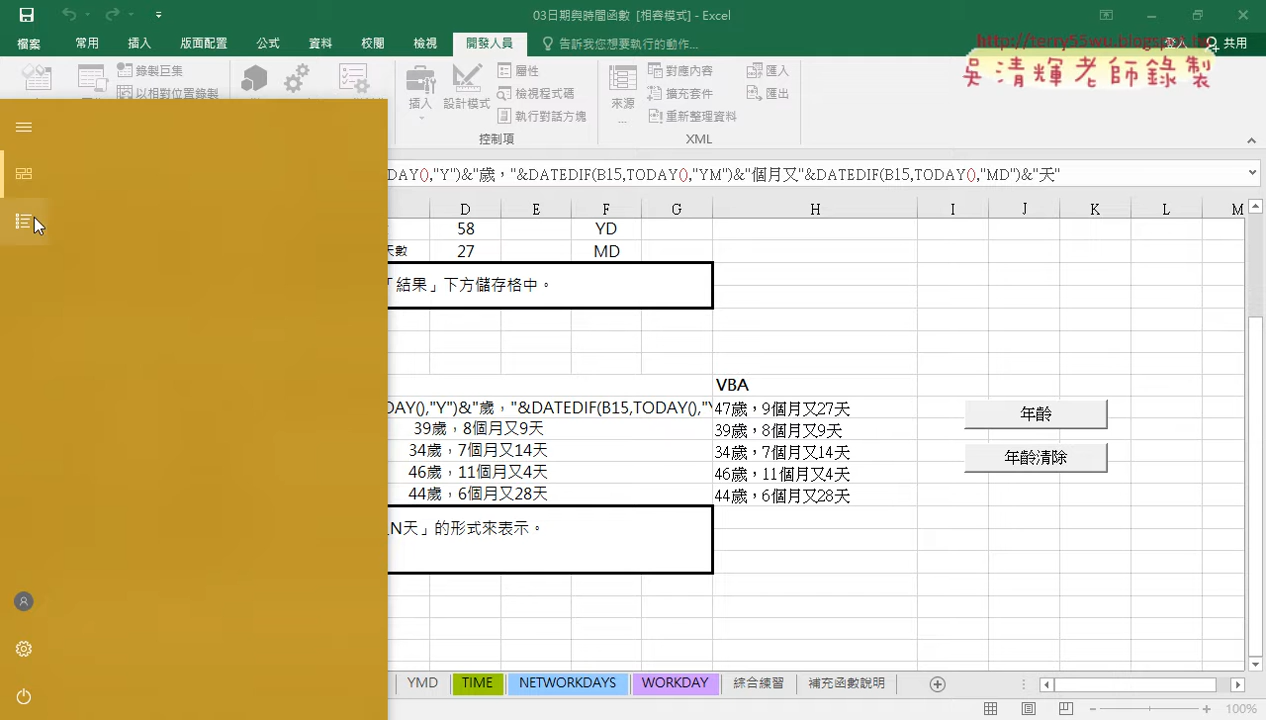 03日期與時間函數 [相容模式] - Excel
檔案 常用 插入 版面配置 公式 資料 校閱 檢視 開發人員 告訴我您想要執行的動作... 登入 共用
http://terry55wu.blogspot.tw
吳清輝老師錄製
錄製巨集 屬性 對應內容 匯入
以相對位置錄製 插入 設計模式 檢視程式碼 來源 擴充套件 匯出
... 執行對話方塊 重新整理資料
控制項 XML
DAY(),"Y")&"歲，"&DATEDIF(B15,TODAY(),"YM")&"個月又"&DATEDIF(B15,TODAY(),"MD")&"天"
D E F G H I J K L M
58 YD
天數 27 MD
「結果」下方儲存格中。
VBA
DAY(),"Y")&"歲，"&DATEDIF(B15,TODAY(),"Y 47歲，9個月又27天 年齡
39歲，8個月又9天 39歲，8個月又9天
34歲，7個月又14天 34歲，7個月又14天 年齡清除
46歲，11個月又4天 46歲，11個月又4天
44歲，6個月又28天 44歲，6個月又28天
N天」的形式來表示。
YMD TIME NETWORKDAYS WORKDAY 綜合練習 補充函數說明
100%